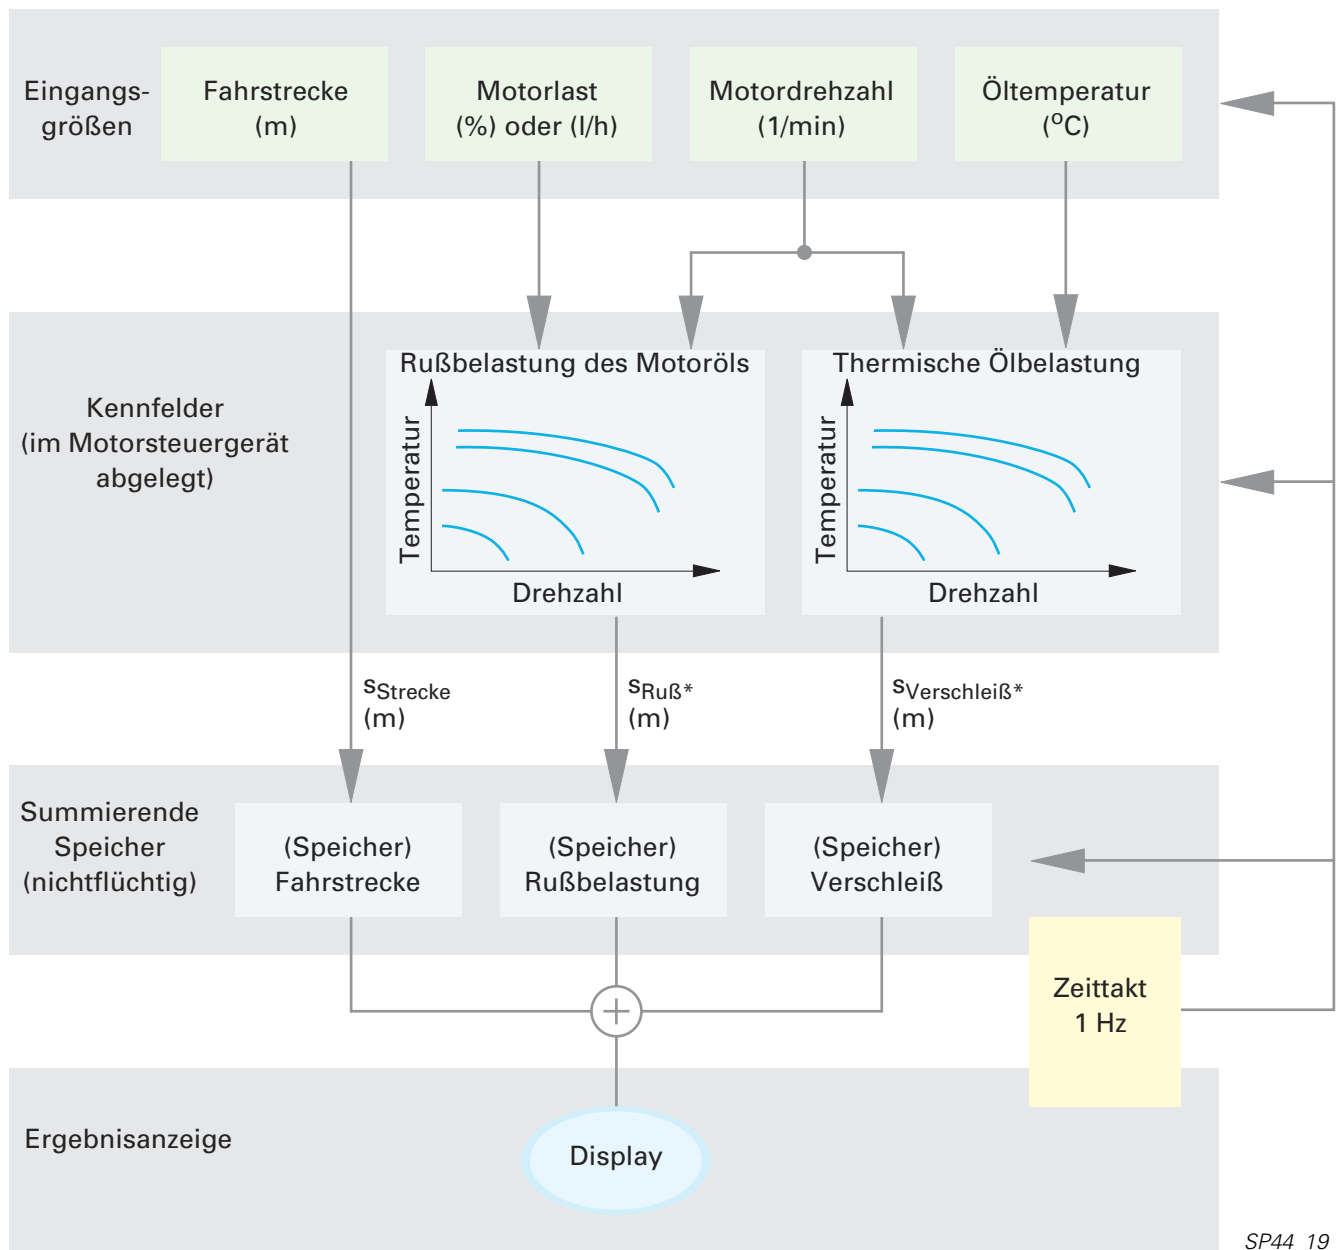 Eingangs-
größen
Fahrstrecke
(m)
Motorlast
(%) oder (l/h)
Motordrehzahl
(1/min)
Öltemperatur
(°C)
Kennfelder
(im Motorsteuergerät
abgelegt)
Rußbelastung des Motoröls
Temperatur
Drehzahl
Thermische Ölbelastung
Temperatur
Drehzahl
sStrecke
(m)
sRuß*
(m)
sVerschleiß*
(m)
Summierende
Speicher
(nichtflüchtig)
(Speicher)
Fahrstrecke
(Speicher)
Rußbelastung
(Speicher)
Verschleiß
Zeittakt
1 Hz
Ergebnisanzeige
Display
SP44_19